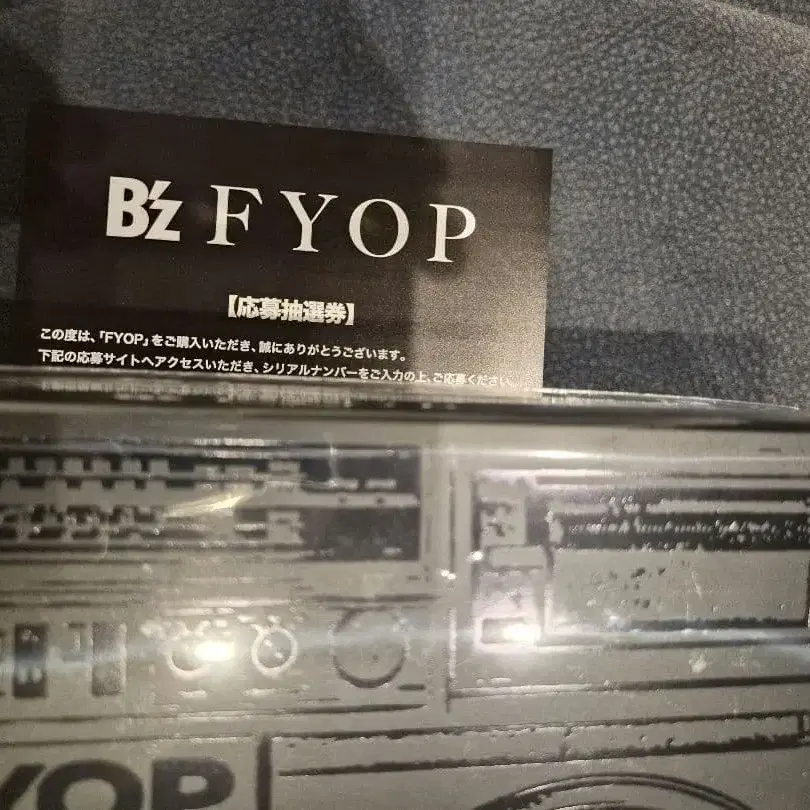 B'z FYOP
【応募抽選券】
この度は、「FYOP」をご購入いただき、誠にありがとうございます。
下記の応募サイトへアクセスいただき、シリアルナンバーをご入力の上、ご応募ください。
YOP